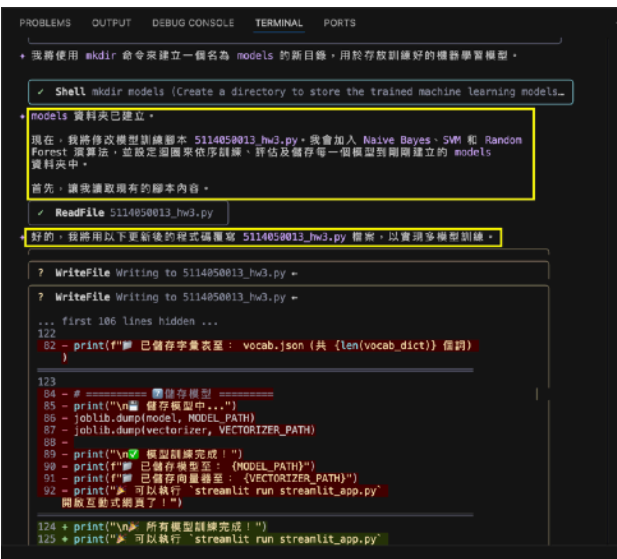 PROBLEMS OUTPUT DEBUG CONSOLE TERMINAL PORTS
✦ 我將使用 mkdir 命令來建立一個名為 models 的新目錄,用於存放訓練好的機器學習模型。
✓ Shell mkdir models (Create a directory to store the trained machine learning models…
✦ models 資料夾已建立。
現在,我將修改模型訓練腳本 5114050013_hw3.py。我會加入 Naive Bayes、SVM 和 Random
Forest 演算法,並設定迴圈來依序訓練、評估及儲存每一個模型到剛剛建立的 models
資料夾中。
首先,讓我讀取現有的腳本內容。
✓ ReadFile 5114050013_hw3.py
✦ 好的,我將用以下更新後的程式碼覆寫 5114050013_hw3.py 檔案,以實現多模型訓練。
? WriteFile Writing to 5114050013_hw3.py ←
? WriteFile Writing to 5114050013_hw3.py ←
... first 106 lines hidden ...
122
82 - print(f"📁 已儲存字彙表至: vocab.json (共 {len(vocab_dict)} 個詞)
)
123
84 - # ========== 儲存模型 =========
85 - print("\n💾 儲存模型中...")
86 - joblib.dump(model, MODEL_PATH)
87 - joblib.dump(vectorizer, VECTORIZER_PATH)
88 -
89 - print("\n✅ 模型訓練完成!")
90 - print(f"📁 已儲存模型至: {MODEL_PATH}")
91 - print(f"📁 已儲存向量器至: {VECTORIZER_PATH}")
92 - print("🎉 可以執行 `streamlit run streamlit_app.py`
開啟互動式網頁了!")
124 + print("\n🎉 所有模型訓練完成!")
125 + print("🎉 可以執行 `streamlit run streamlit_app.py`